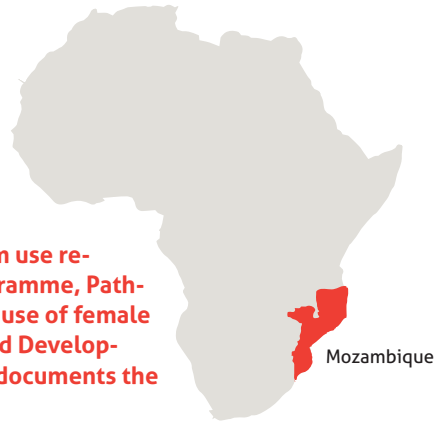 n use re-
ramme, Path-
use of female
d Develop-
documents the
Mozambique